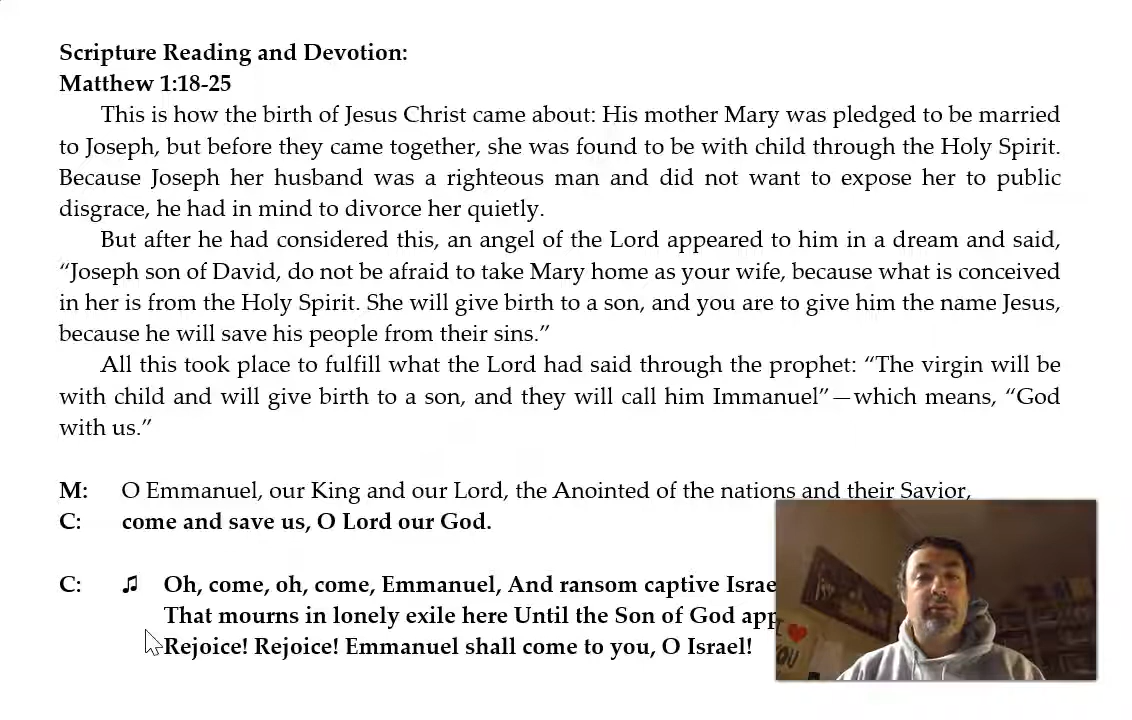 Scripture Reading and Devotion:
Matthew 1:18-25
This is how the birth of Jesus Christ came about: His mother Mary was pledged to be married
to Joseph, but before they came together, she was found to be with child through the Holy Spirit.
Because Joseph her husband was a righteous man and did not want to expose her to public
disgrace, he had in mind to divorce her quietly.
But after he had considered this, an angel of the Lord appeared to him in a dream and said,
“Joseph son of David, do not be afraid to take Mary home as your wife, because what is conceived
in her is from the Holy Spirit. She will give birth to a son, and you are to give him the name Jesus,
because he will save his people from their sins.”
All this took place to fulfill what the Lord had said through the prophet: “The virgin will be
with child and will give birth to a son, and they will call him Immanuel”—which means, “God
with us.”
M: O Emmanuel, our King and our Lord, the Anointed of the nations and their Savior,
C: come and save us, O Lord our God.
C: ♫ Oh, come, oh, come, Emmanuel, And ransom captive Israe
That mourns in lonely exile here Until the Son of God app
Rejoice! Rejoice! Emmanuel shall come to you, O Israel!